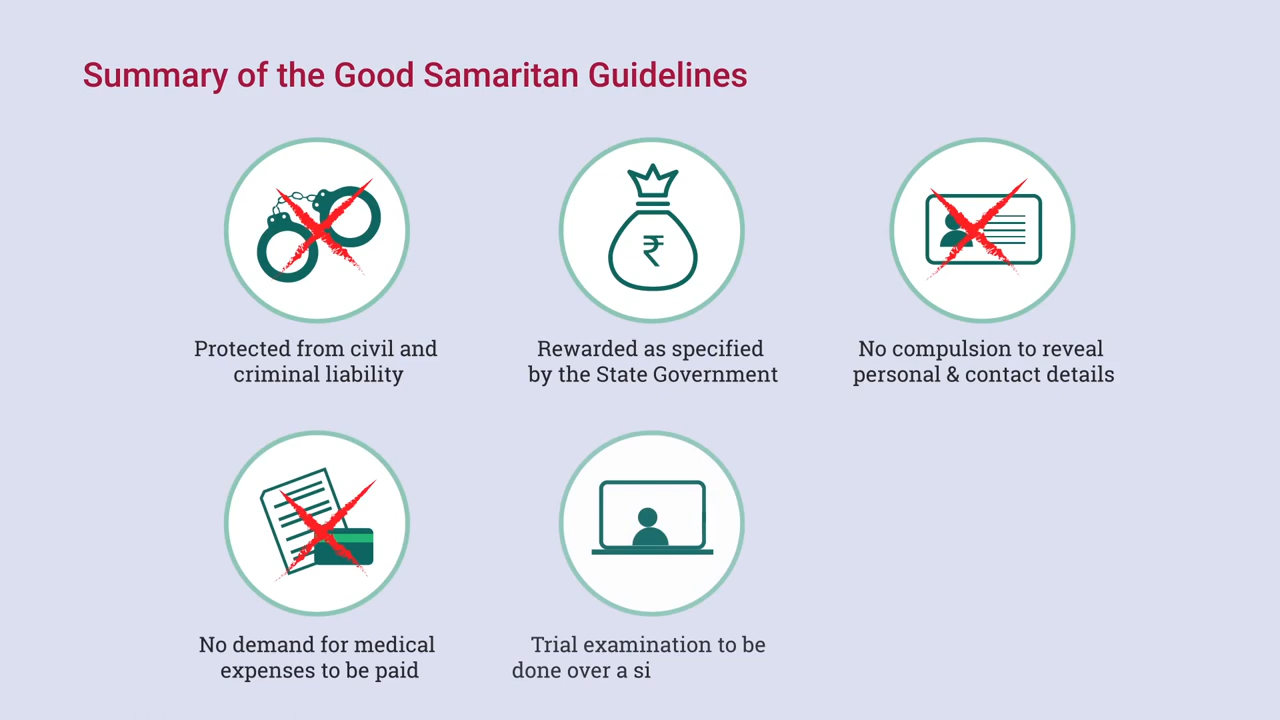 Summary of the Good Samaritan Guidelines
Protected from civil and
criminal liability
Rewarded as specified
by the State Government
No compulsion to reveal
personal & contact details
₹
No demand for medical
expenses to be paid
Trial examination to be
done over a si